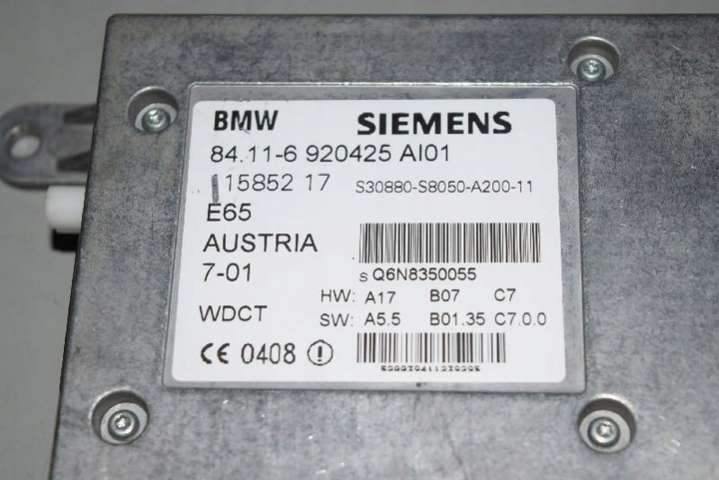 BMW SIEMENS
84.11-6 920425 AI01
115852 17 S30880-S8050-A200-11
E65
AUSTRIA
7-01 S Q6N8350055
HW: A17 B07 C7
WDCT SW: A5.5 B01.35 C7.0.0
CE 0408